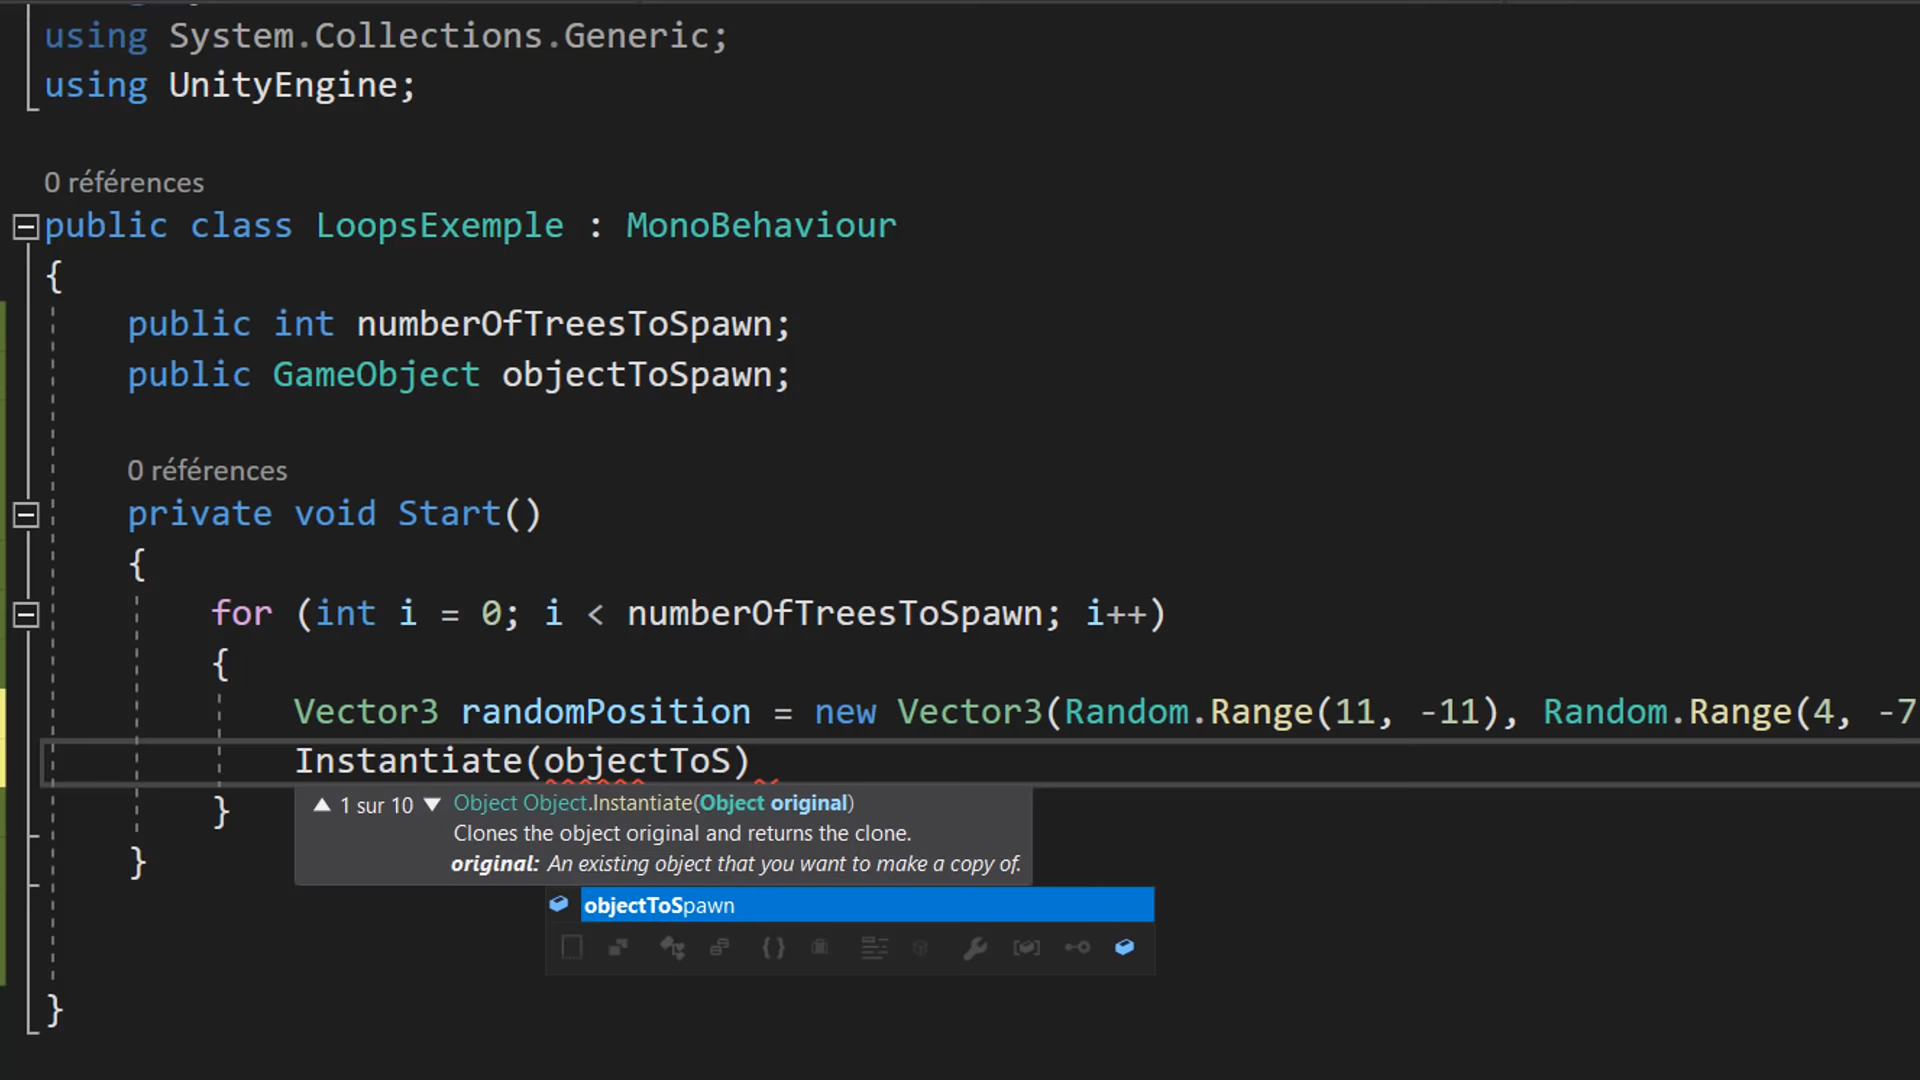 using System.Collections.Generic;
using UnityEngine;
0 références
public class LoopsExemple : MonoBehaviour
{
public int numberOfTreesToSpawn;
public GameObject objectToSpawn;
0 références
private void Start()
{
for (int i = 0; i < numberOfTreesToSpawn; i++)
{
Vector3 randomPosition = new Vector3(Random.Range(11, -11), Random.Range(4, -7
Instantiate(objectToS)
}
▲ 1 sur 10 ▼ Object Object.Instantiate(Object original)
Clones the object original and returns the clone.
original: An existing object that you want to make a copy of.
}
objectToSpawn
}